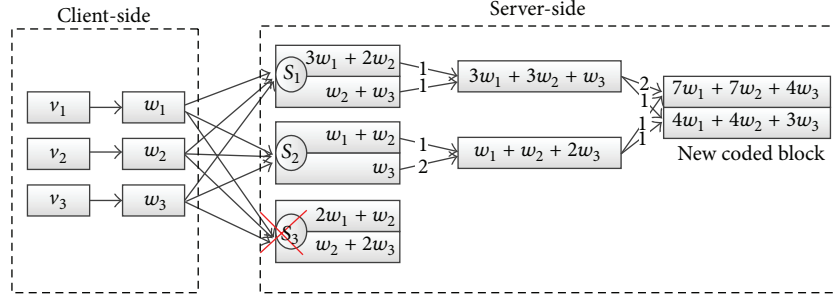 Client-side
Server-side
v₁
w₁
v₂
w₂
v₃
w₃
S₁
3w₁ + 2w₂
w₂ + w₃
1
1
3w₁ + 3w₂ + w₃
S₂
w₁ + w₂
w₃
1
2
w₁ + w₂ + 2w₃
S₃
2w₁ + w₂
w₂ + 2w₃
2
1
1
1
7w₁ + 7w₂ + 4w₃
4w₁ + 4w₂ + 3w₃
New coded block